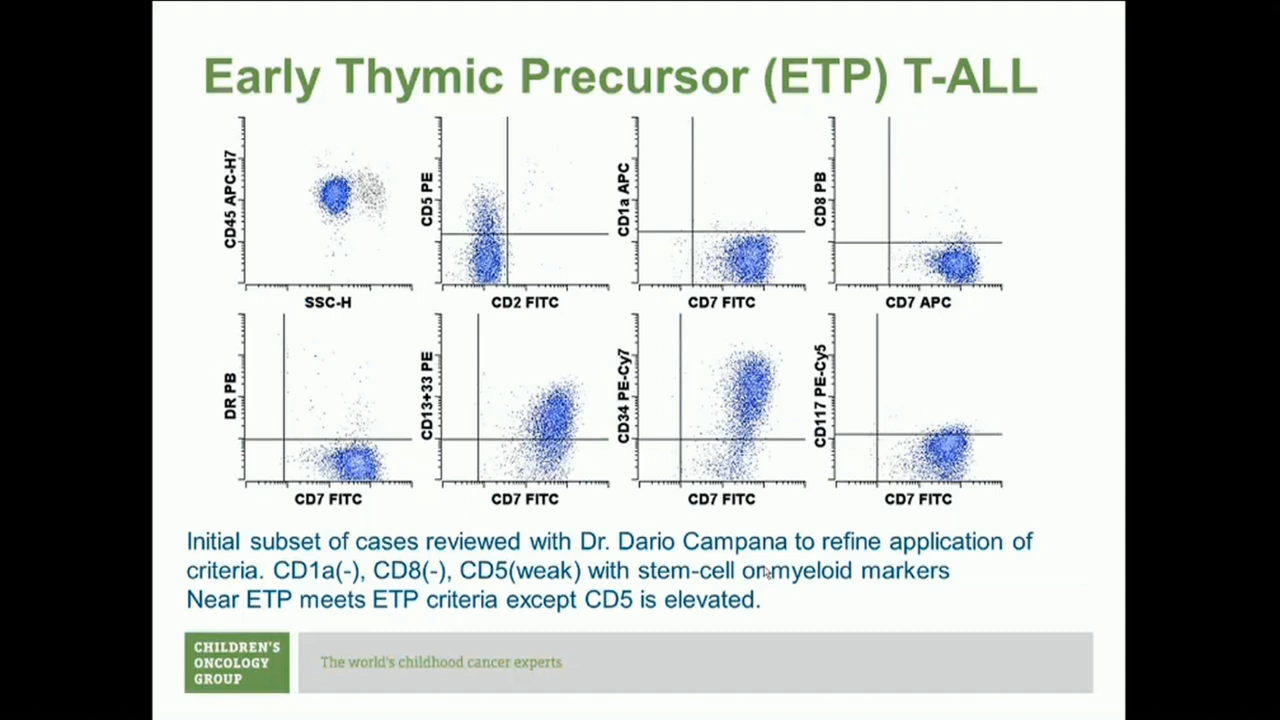 Early Thymic Precursor (ETP) T-ALL
CD45 APC-H7
SSC-H
CD5 PE
CD2 FITC
CD1a APC
CD7 FITC
CD8 PB
CD7 APC
DR PB
CD7 FITC
CD13+33 PE
CD7 FITC
CD34 PE-Cy7
CD7 FITC
CD117 PE-Cy5
CD7 FITC
Initial subset of cases reviewed with Dr. Dario Campana to refine application of
criteria. CD1a(-), CD8(-), CD5(weak) with stem-cell or myeloid markers
Near ETP meets ETP criteria except CD5 is elevated.
CHILDREN'S
ONCOLOGY
GROUP
The world's childhood cancer experts